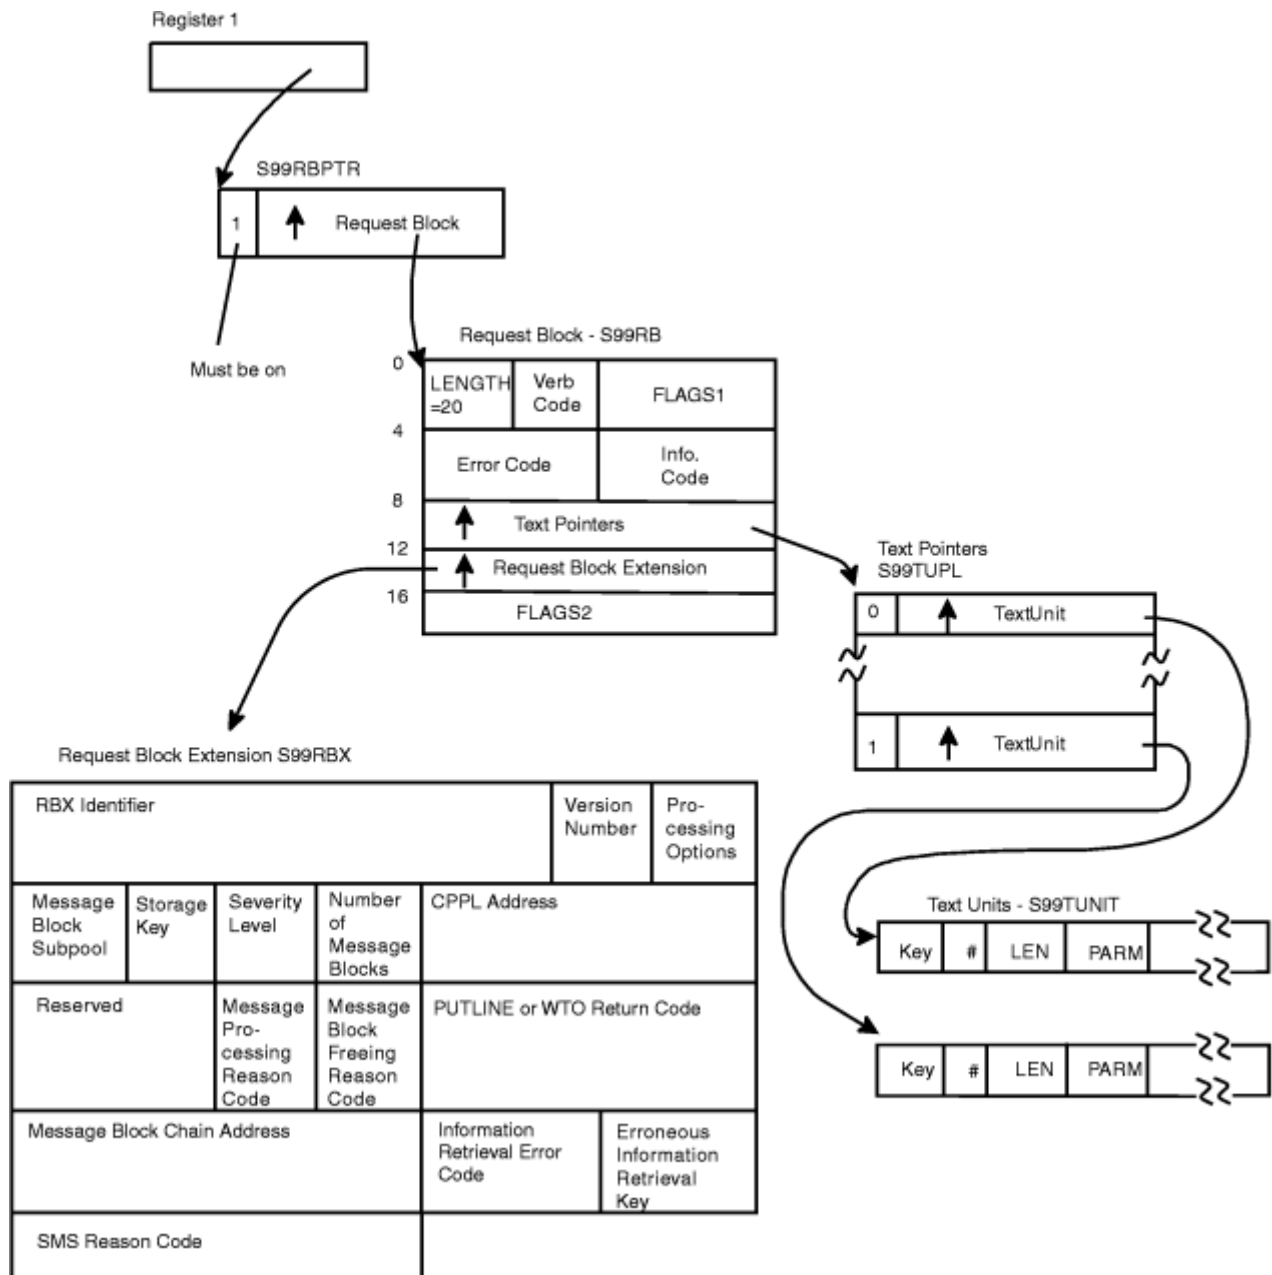 Register 1
S99RBPTR
1
Request Block
Must be on
Request Block - S99RB
0
LENGTH
=20
Verb
Code
FLAGS1
4
Error Code
Info.
Code
8
Text Pointers
12
Request Block Extension
16
FLAGS2
Text Pointers
S99TUPL
0
TextUnit
1
TextUnit
Request Block Extension S99RBX
RBX Identifier
Version
Number
Pro-
cessing
Options
Message
Block
Subpool
Storage
Key
Severity
Level
Number
of
Message
Blocks
CPPL Address
Reserved
Message
Pro-
cessing
Reason
Code
Message
Block
Freeing
Reason
Code
PUTLINE or WTO Return Code
Message Block Chain Address
Information
Retrieval Error
Code
Erroneous
Information
Retrieval
Key
SMS Reason Code
Text Units - S99TUNIT
Key # LEN PARM
Key # LEN PARM